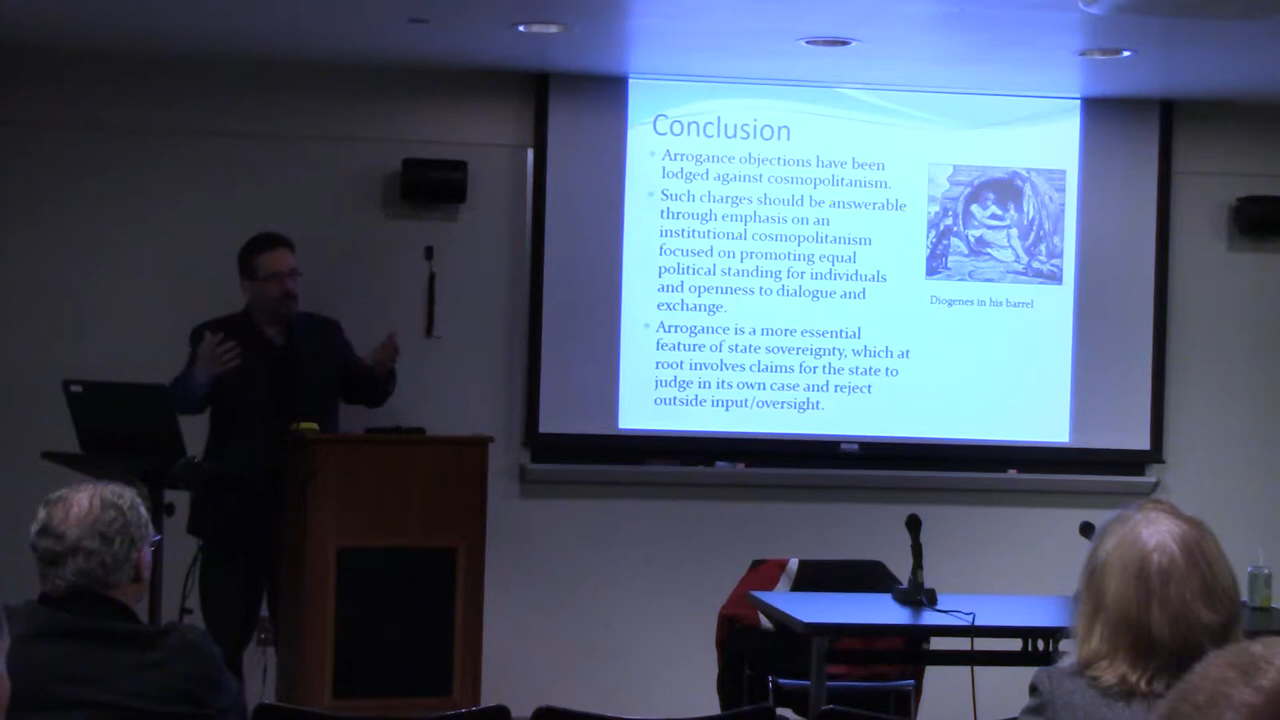 Conclusion
Arrogance objections have been
lodged against cosmopolitanism.
Such charges should be answerable
through emphasis on an
institutional cosmopolitanism
focused on promoting equal
political standing for individuals
and openness to dialogue and
exchange.
Arrogance is a more essential
feature of state sovereignty, which at
root involves claims for the state to
judge in its own case and reject
outside input/oversight.
Diogenes in his barrel